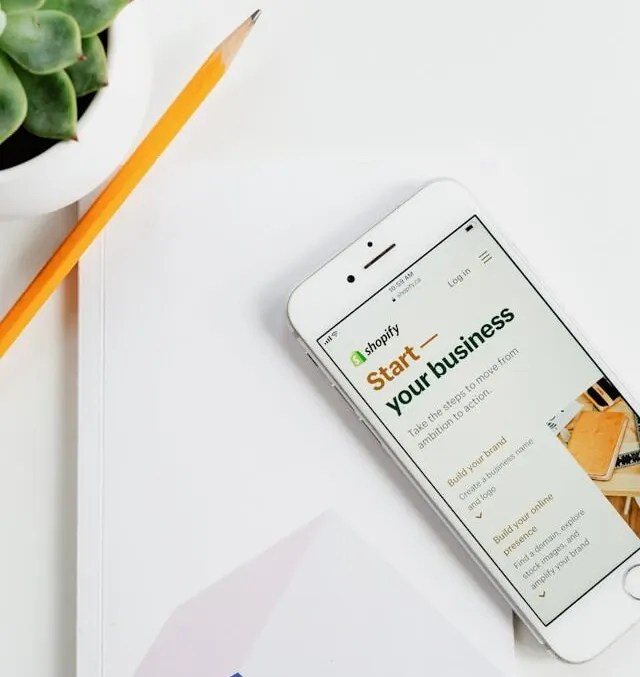 10:59 AM
shopify.ca
Log in
shopify
Start —
your business
Take the steps to move from
ambition to action.
Build your brand
Create a business name
and logo
Build your online
presence
Find a domain, explore
stock images, and
amplify your brand